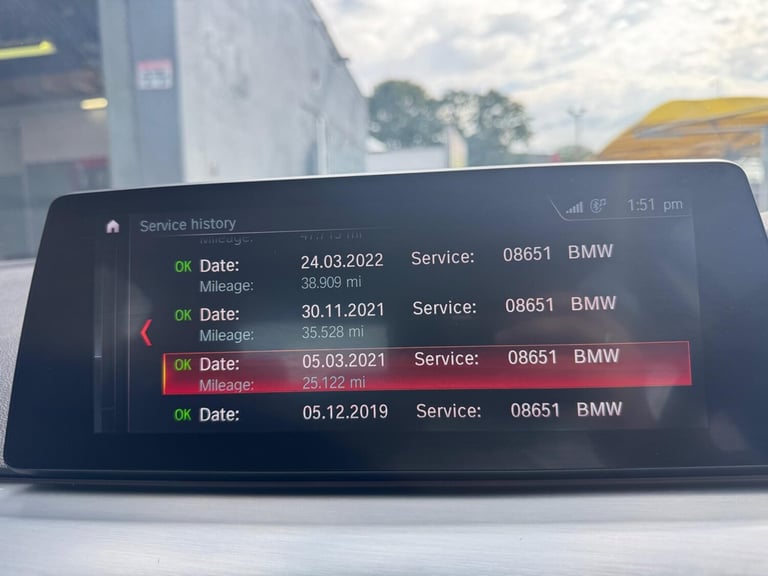 1:51 pm
Service history
Mileage:
OK Date: 24.03.2022 Service: 08651 BMW
Mileage: 38.909 mi
OK Date: 30.11.2021 Service: 08651 BMW
Mileage: 35.528 mi
OK Date: 05.03.2021 Service: 08651 BMW
Mileage: 25.122 mi
OK Date: 05.12.2019 Service: 08651 BMW